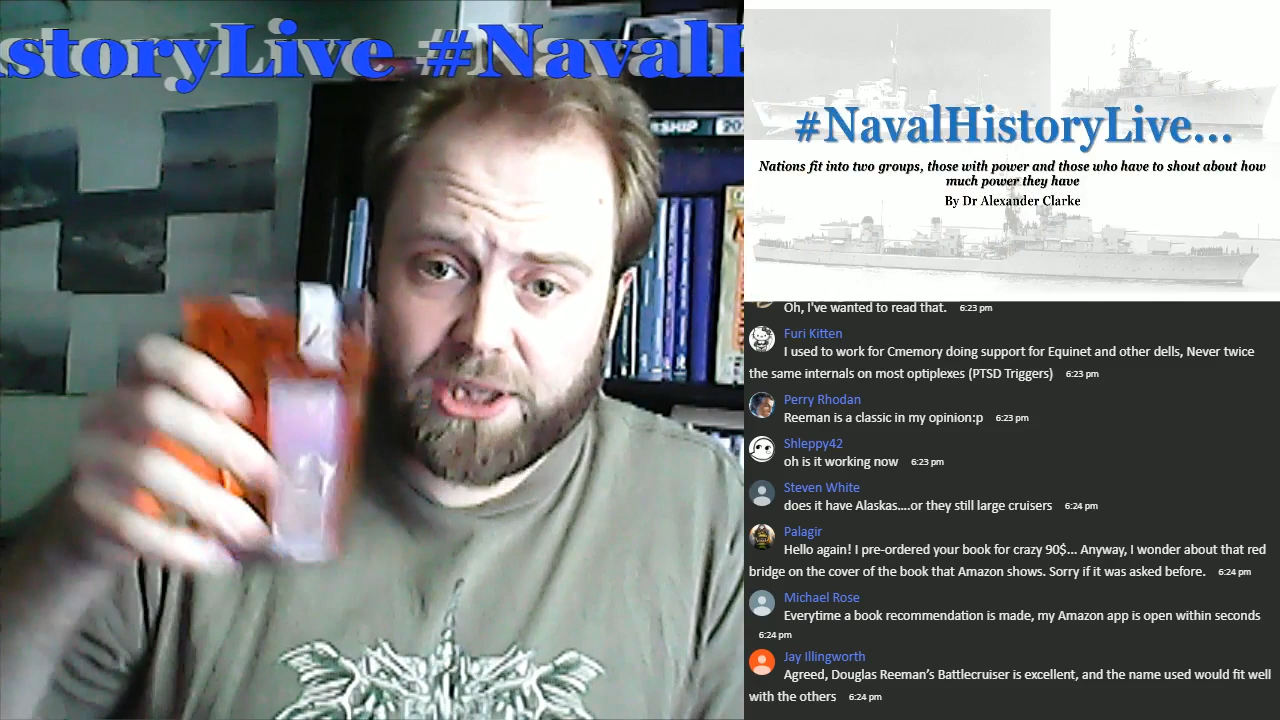 storyLive #NavalH
#NavalHistoryLive...
Nations fit into two groups, those with power and those who have to shout about how
much power they have
By Dr Alexander Clarke
Oh, I've wanted to read that. 6:23 pm
Furi Kitten
I used to work for Cmemory doing support for Equinet and other dells, Never twice
the same internals on most optiplexes (PTSD Triggers) 6:23 pm
Perry Rhodan
Reeman is a classic in my opinion:p 6:23 pm
Shleppy42
oh is it working now 6:23 pm
Steven White
does it have Alaskas....or they still large cruisers 6:24 pm
Palagir
Hello again! I pre-ordered your book for crazy 90$... Anyway, I wonder about that red
bridge on the cover of the book that Amazon shows. Sorry if it was asked before. 6:24 pm
Michael Rose
Everytime a book recommendation is made, my Amazon app is open within seconds
6:24 pm
Jay Illingworth
Agreed, Douglas Reeman's Battlecruiser is excellent, and the name used would fit well
with the others 6:24 pm